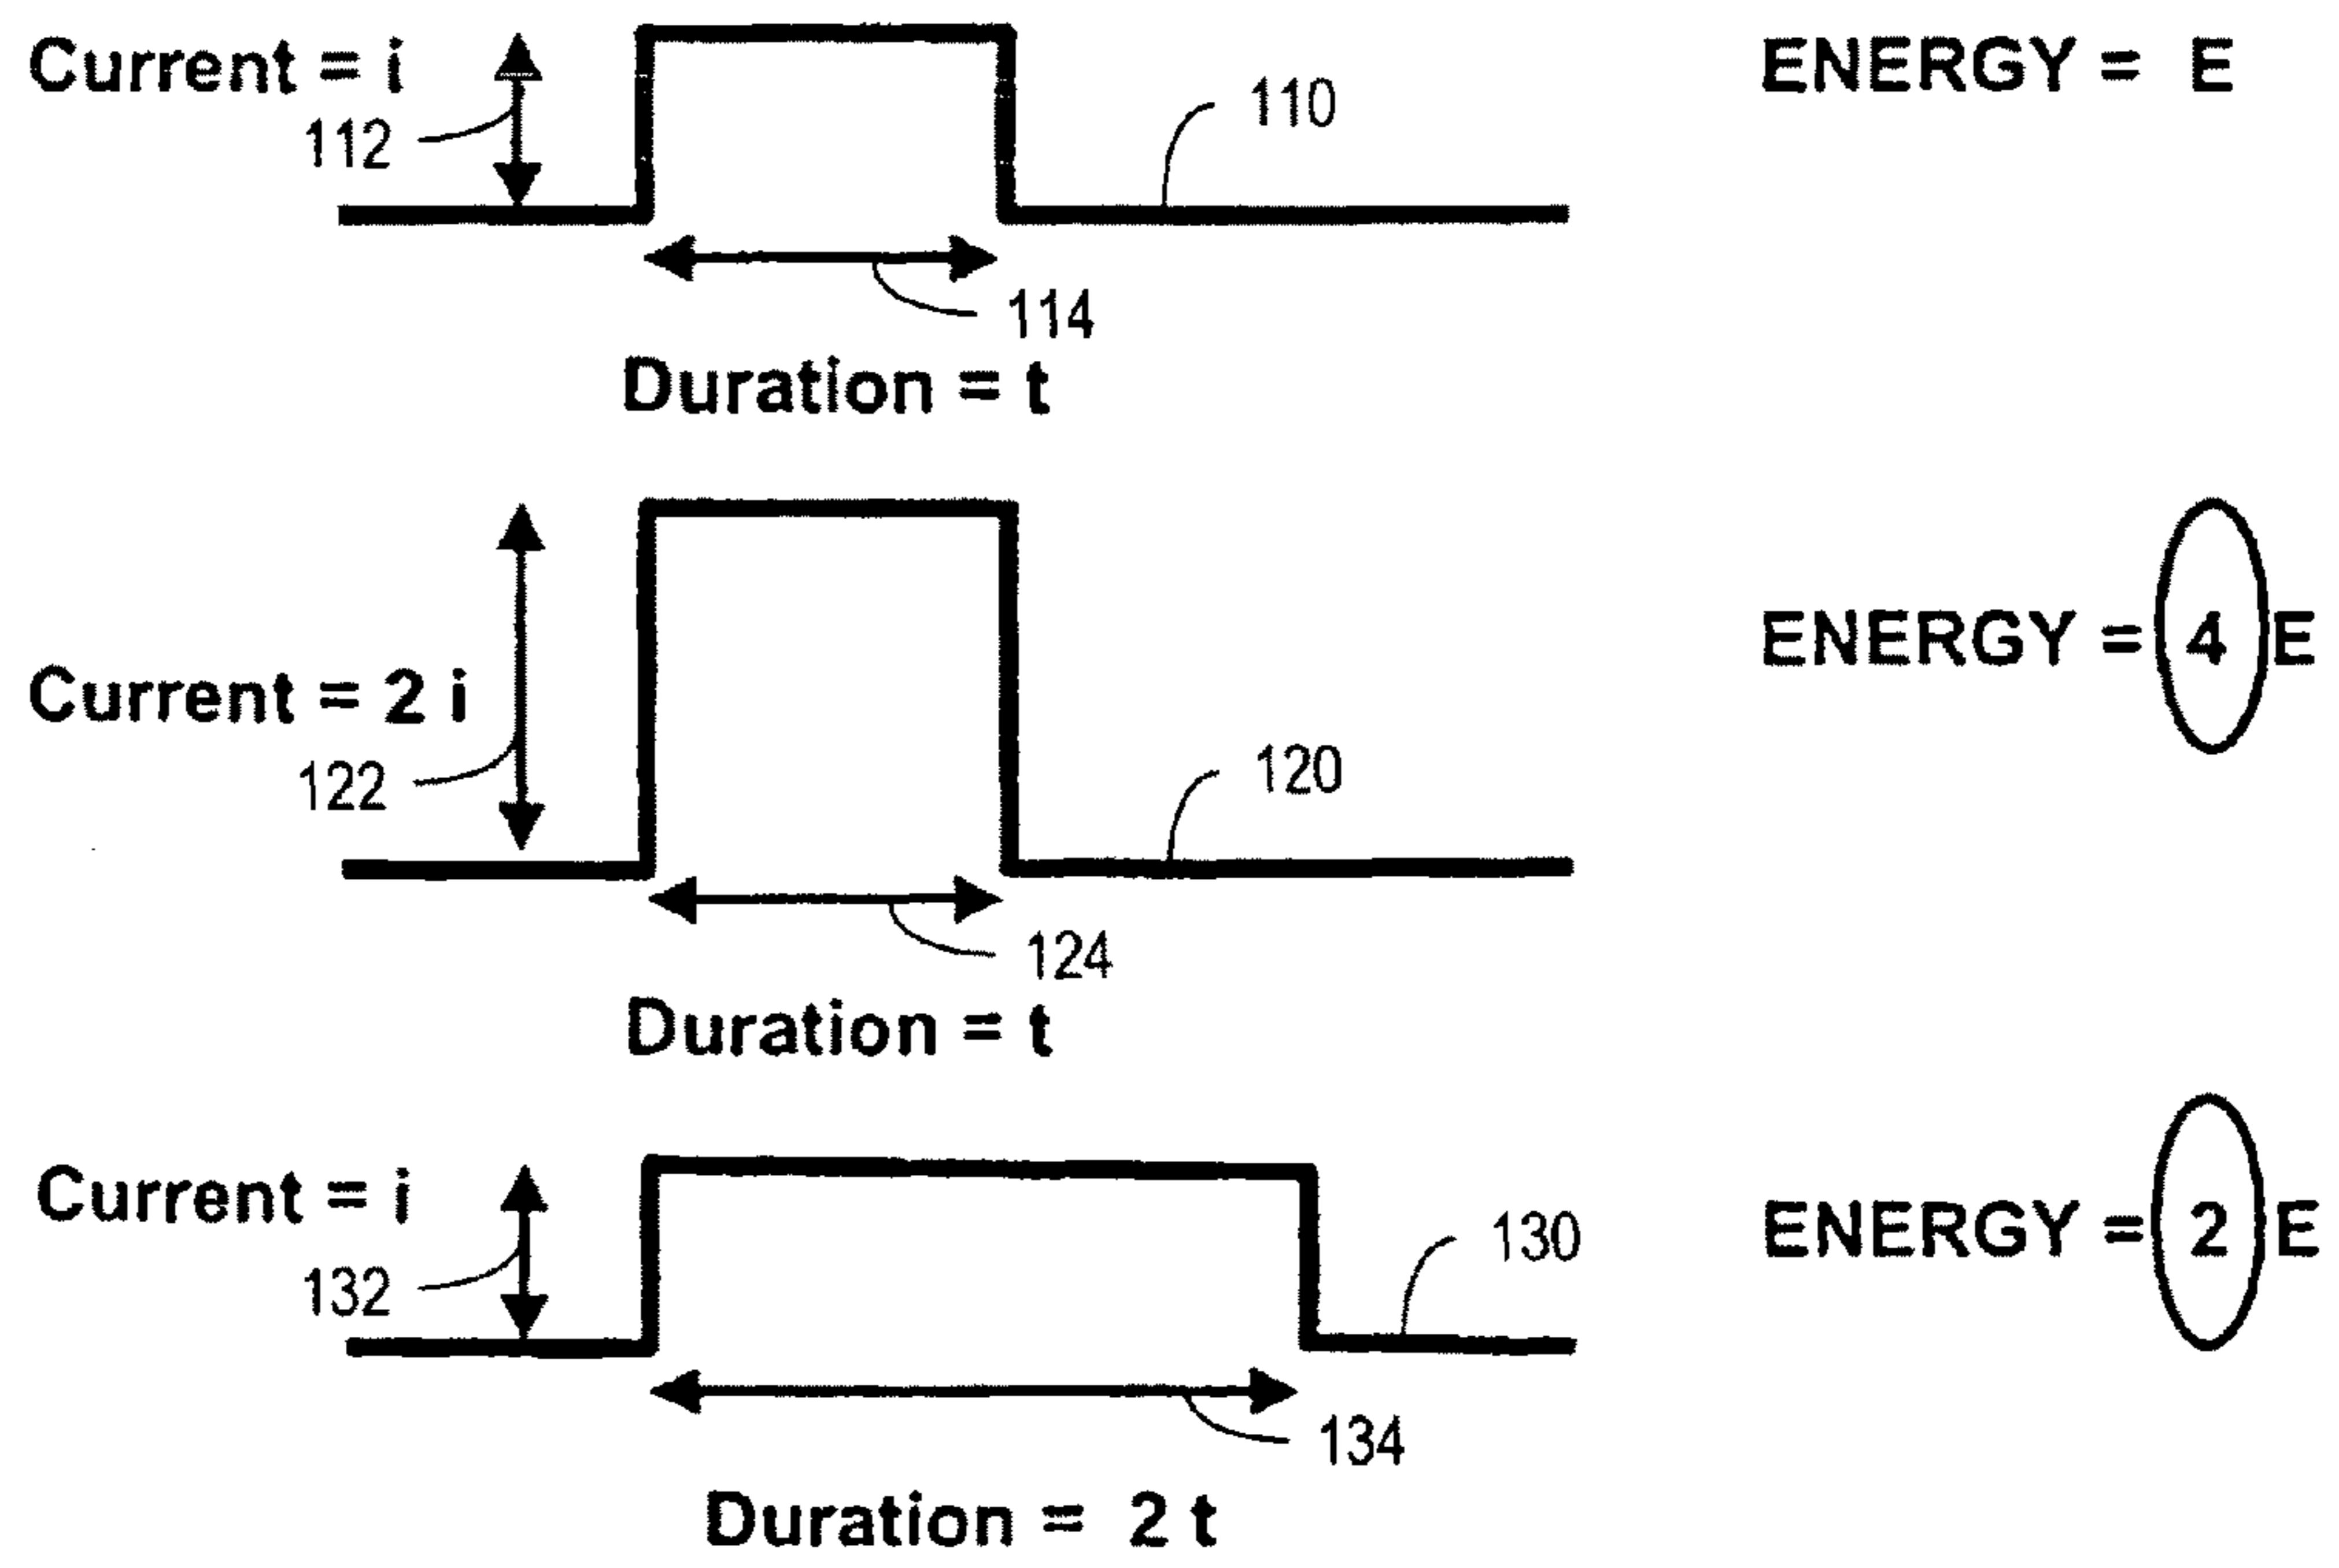 Current = i
ENERGY = E
112
110
114
Duration = t
Current = 2 i
ENERGY = 4 E
122
120
124
Duration = t
Current = i
ENERGY = 2 E
132
130
134
Duration = 2 t